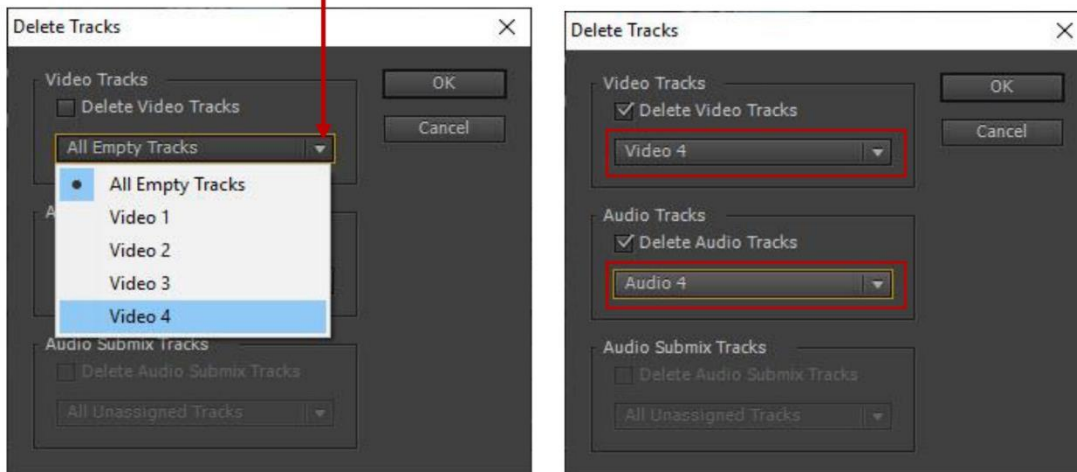 Delete Tracks
Video Tracks
OK
Delete Video Tracks
Cancel
All Empty Tracks
All Empty Tracks
Video 1
A
Video 2
Video 3
A
Video 4
Audio Submix Tracks
Delete Audio Submix Tracks
All Unassigned Tracks
Delete Tracks
Video Tracks
OK
Delete Video Tracks
Cancel
Video 4
Audio Tracks
Delete Audio Tracks
Audio 4
Audio Submix Tracks
Delete Audio Submix Tracks
All Unassigned Tracks